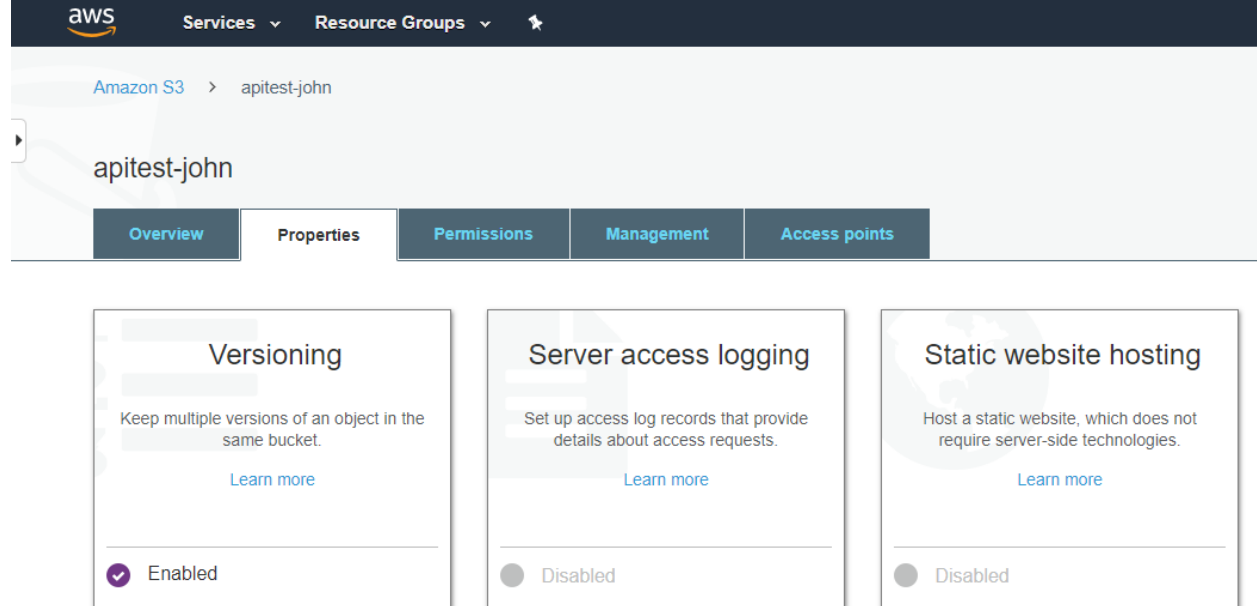 aws
Services
Resource Groups
Amazon S3 > apitest-john
apitest-john
Overview
Properties
Permissions
Management
Access points
Versioning
Keep multiple versions of an object in the
same bucket.
Learn more
Enabled
Server access logging
Set up access log records that provide
details about access requests.
Learn more
Disabled
Static website hosting
Host a static website, which does not
require server-side technologies.
Learn more
Disabled